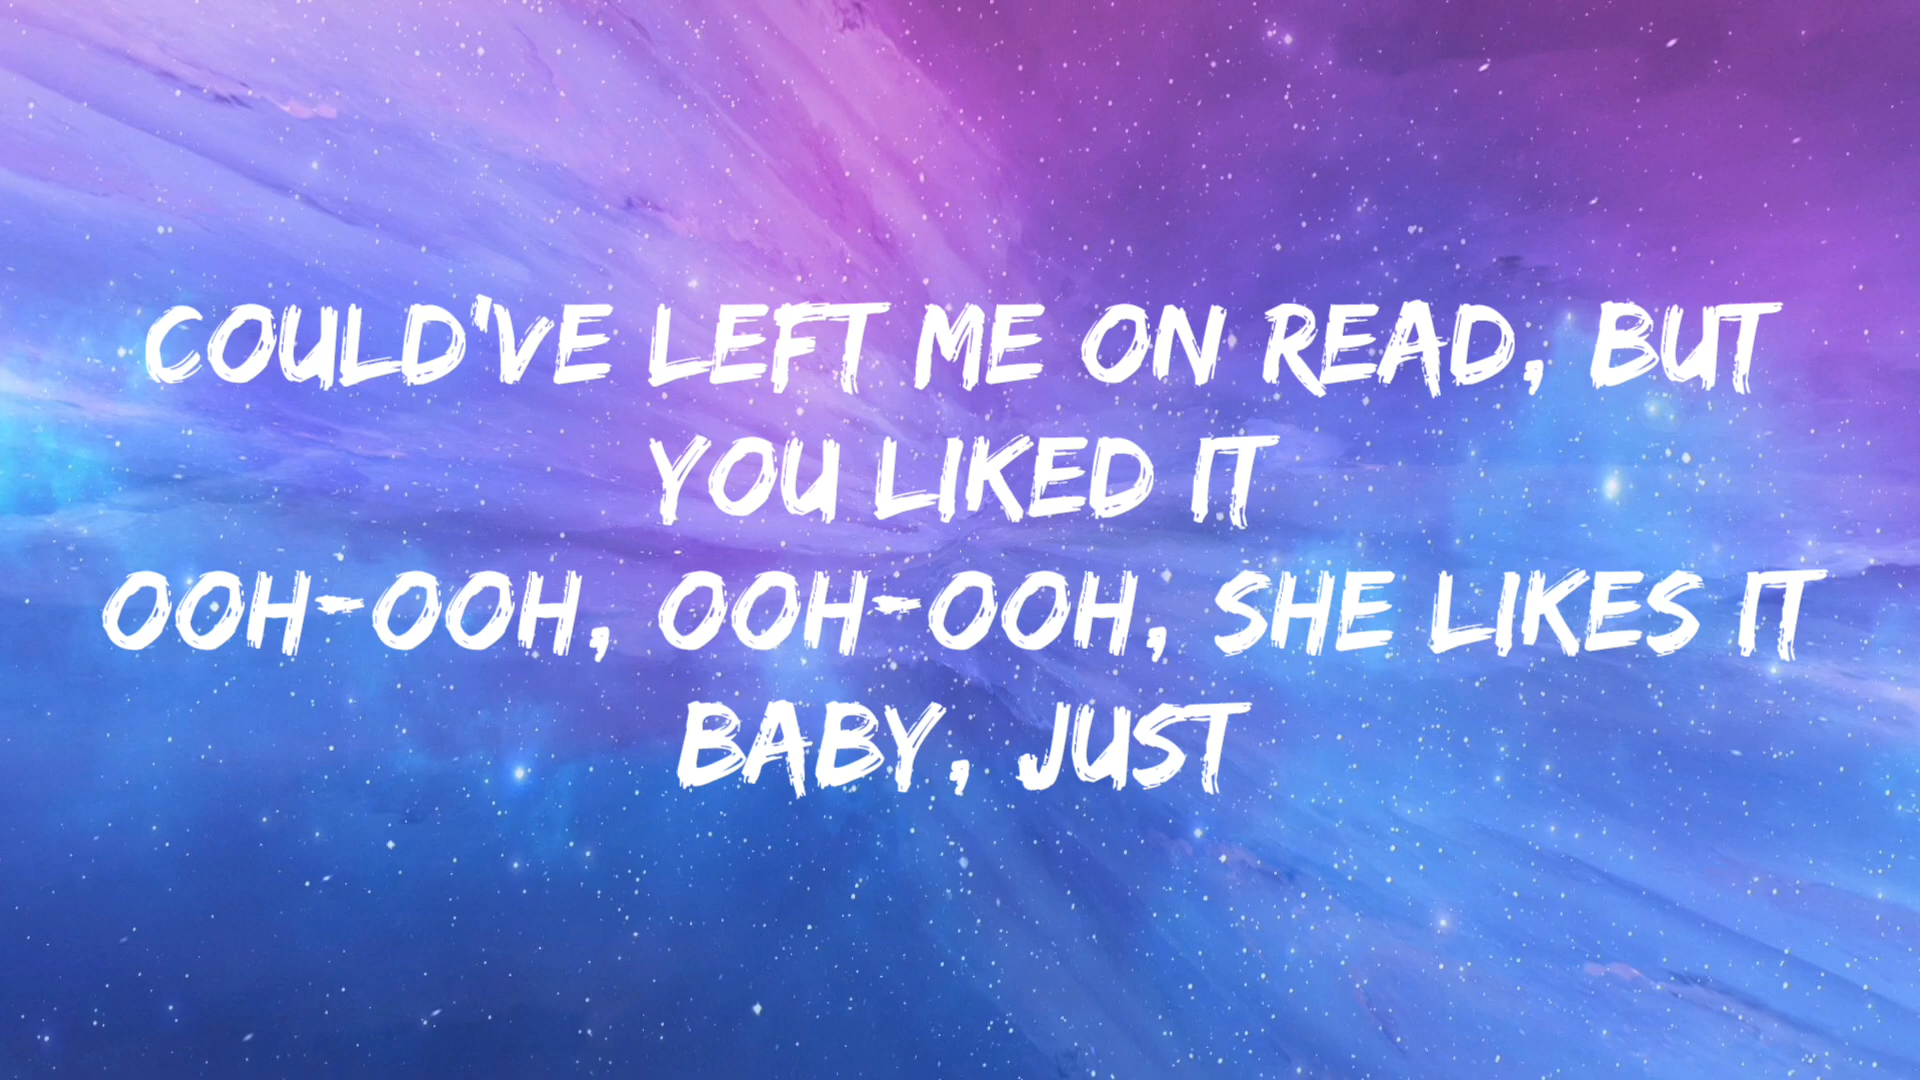 COULD'VE LEFT ME ON READ, BUT
YOU LIKED IT
OOH-OOH, OOH-OOH, SHE LIKES IT
BABY, JUST